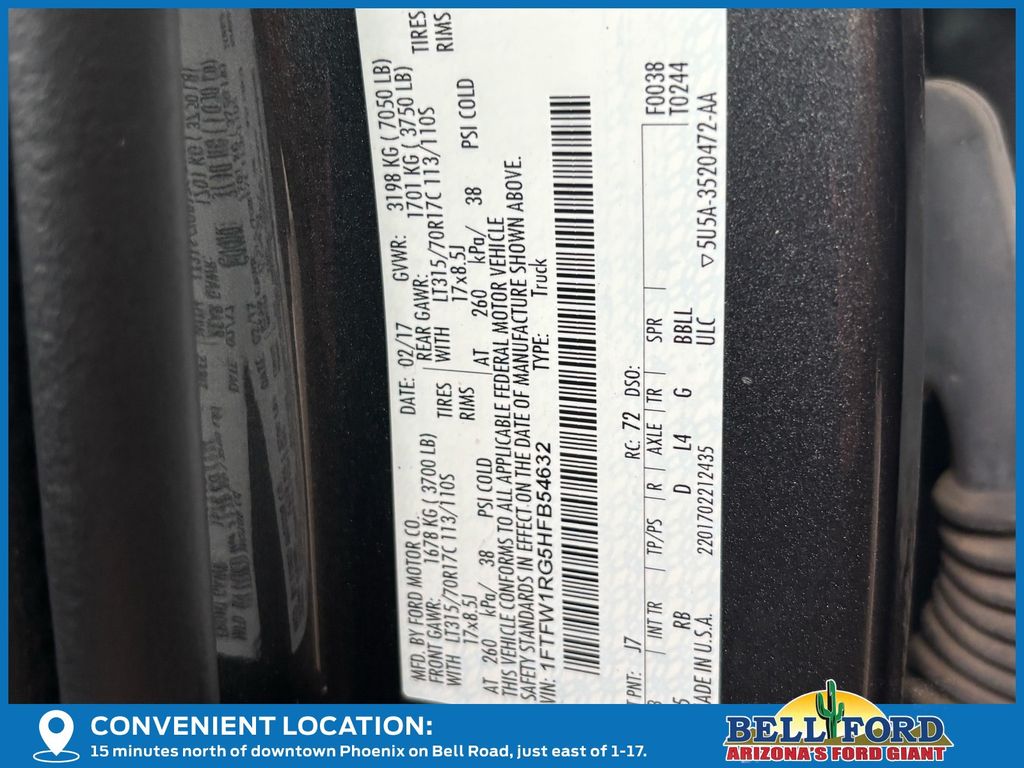 MFD. BY FORD MOTOR CO.
DATE: 02/17
GVWR: 3198 KG ( 7050 LB)
FRONT GAWR: 1678 KG ( 3700 LB)
REAR GAWR: 1701 KG ( 3750 LB)
WITH LT315/70R17C 113/110S TIRES
WITH LT315/70R17C 113/110S TIRES
17x8.5J RIMS
17x8.5J RIMS
AT 260 kPa/ 38 PSI COLD
AT 260 kPa/ 38 PSI COLD
THIS VEHICLE CONFORMS TO ALL APPLICABLE FEDERAL MOTOR VEHICLE
SAFETY STANDARDS IN EFFECT ON THE DATE OF MANUFACTURE SHOWN ABOVE.
VIN: 1FTFW1RG5HFB54632
TYPE: Truck
T PNT: J7 RC: 72 DSO:
F0038
T0244
INT TR TP/PS R AXLE TR SPR
RB D L4 G BBLL
ADE IN U.S.A. 2201702212435 ULC
▽5U5A-3520472-AA
CONVENIENT LOCATION:
15 minutes north of downtown Phoenix on Bell Road, just east of 1-17.
BELL FORD
ARIZONA'S FORD GIANT